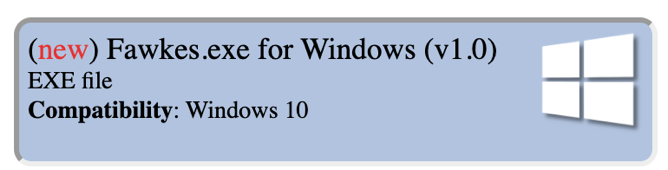 (new) Fawkes.exe for Windows (v1.0)
EXE file
Compatibility: Windows 10